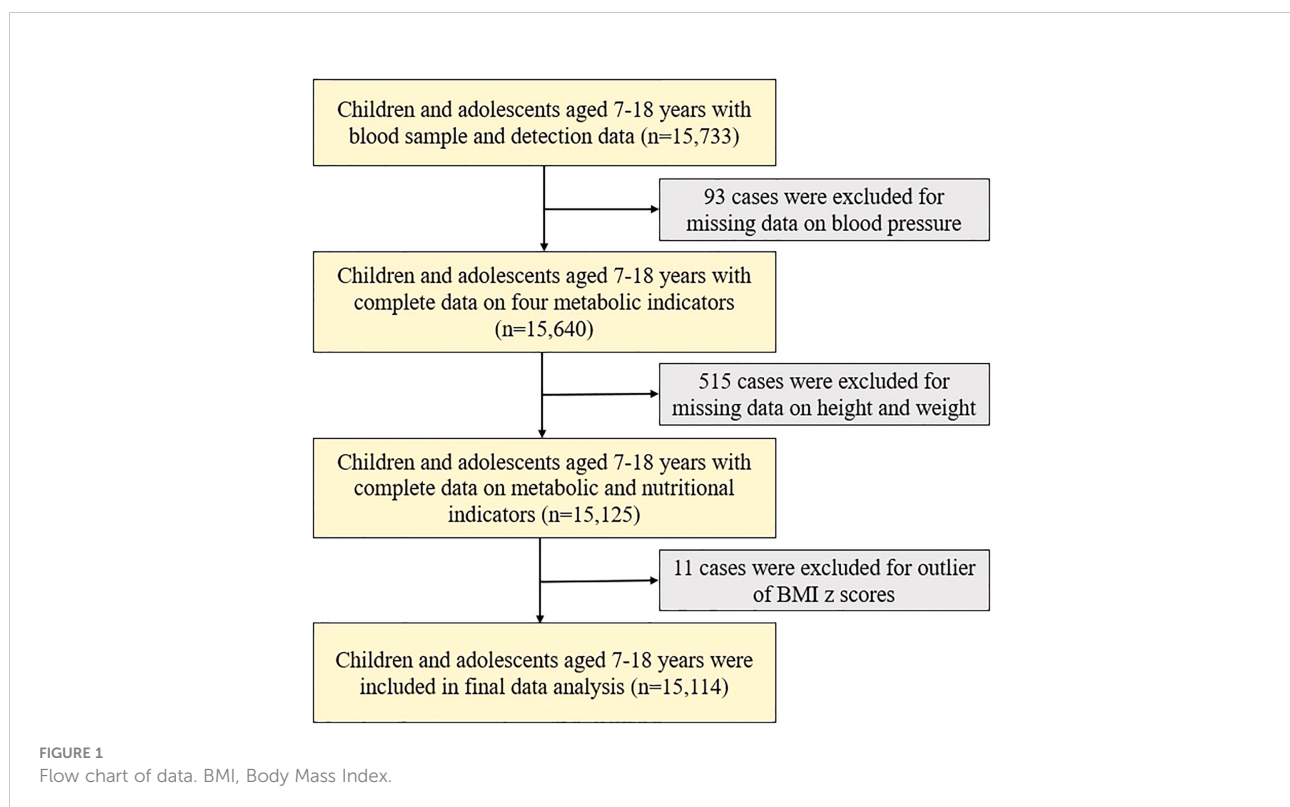 Children and adolescents aged 7-18 years with
blood sample and detection data (n=15,733)
93 cases were excluded for
missing data on blood pressure
Children and adolescents aged 7-18 years with
complete data on four metabolic indicators
(n=15,640)
515 cases were excluded for
missing data on height and weight
Children and adolescents aged 7-18 years with
complete data on metabolic and nutritional
indicators (n=15,125)
11 cases were excluded for outlier
of BMI z scores
Children and adolescents aged 7-18 years were
included in final data analysis (n=15,114)
FIGURE 1
Flow chart of data. BMI, Body Mass Index.